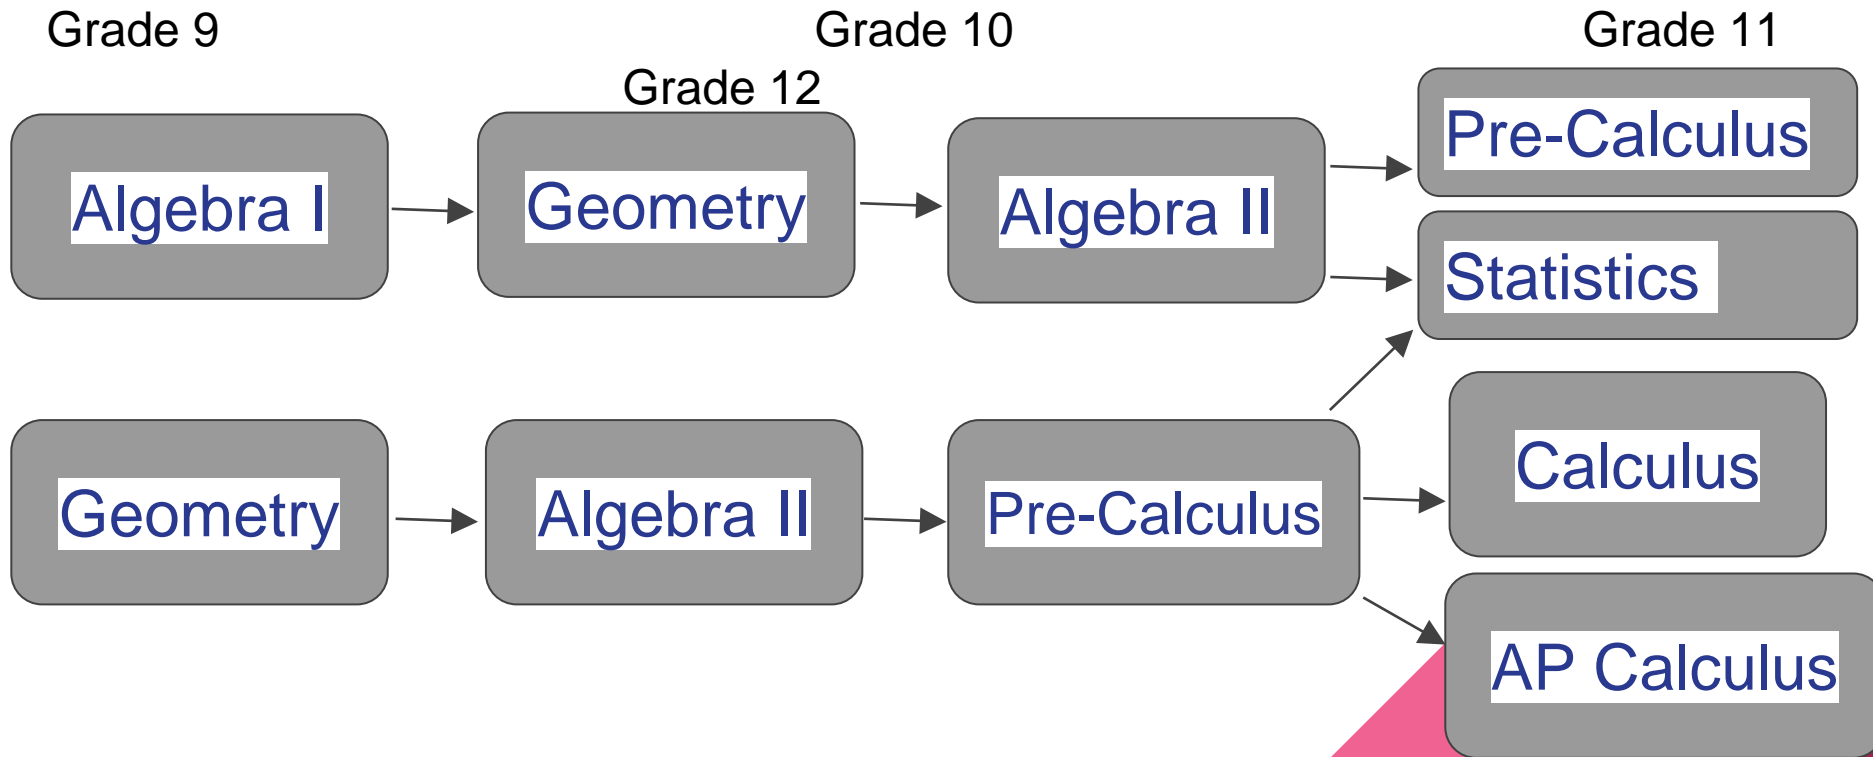 Grade 9 Grade 10 Grade 11
Grade 12
Pre-Calculus
Algebra I Geometry Algebra II
Statistics
Calculus
Geometry Algebra II Pre-Calculus
AP Calculus